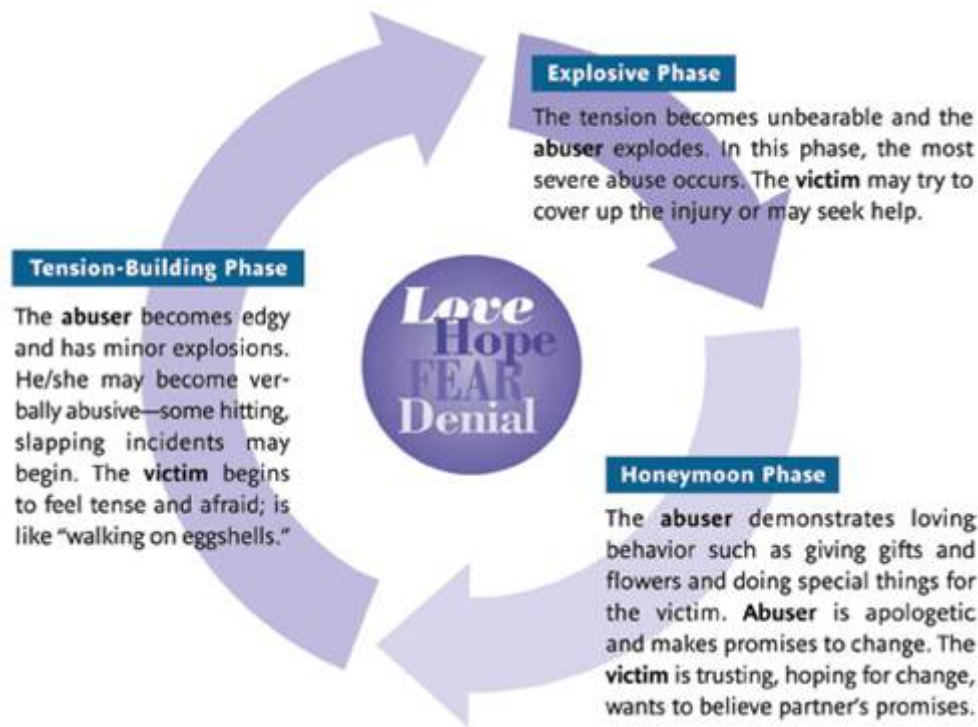 Explosive Phase
The tension becomes unbearable and the
abuser explodes. In this phase, the most
severe abuse occurs. The victim may try to
cover up the injury or may seek help.
Tension-Building Phase
The abuser becomes edgy
and has minor explosions.
He/she may become ver-
bally abusive—some hitting,
slapping incidents may
begin. The victim begins
to feel tense and afraid; is
like “walking on eggshells.”
Love
Hope
FEAR
Denial
Honeymoon Phase
The abuser demonstrates loving
behavior such as giving gifts and
flowers and doing special things for
the victim. Abuser is apologetic
and makes promises to change. The
victim is trusting, hoping for change,
wants to believe partner’s promises.